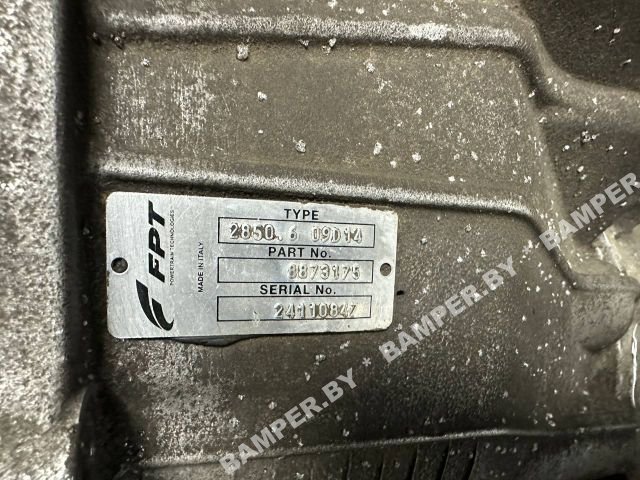 FPT
POWERTRAIN TECHNOLOGIES
MADE IN ITALY
TYPE
2850.6 09D14
PART No.
8873175
SERIAL No.
24110847
BAMPER.BY * BAMPER.BY * BAMPER.BY